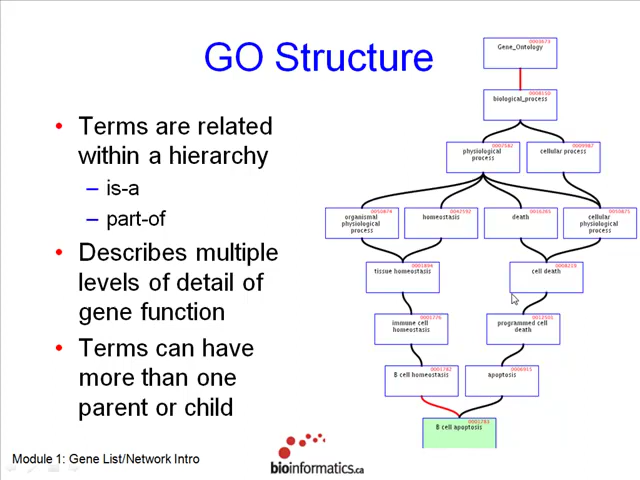 GO Structure
• Terms are related
within a hierarchy
– is-a
– part-of
• Describes multiple
levels of detail of
gene function
• Terms can have
more than one
parent or child
Gene_Ontology
biological_process
physiological
process
cellular process
organismal
physiological
process
homeostasis
death
cellular
physiological
process
tissue homeostasis
cell death
immune cell
homeostasis
programmed cell
death
B cell homeostasis
apoptosis
B cell apoptosis
Module 1: Gene List/Network Intro
bioinformatics.ca